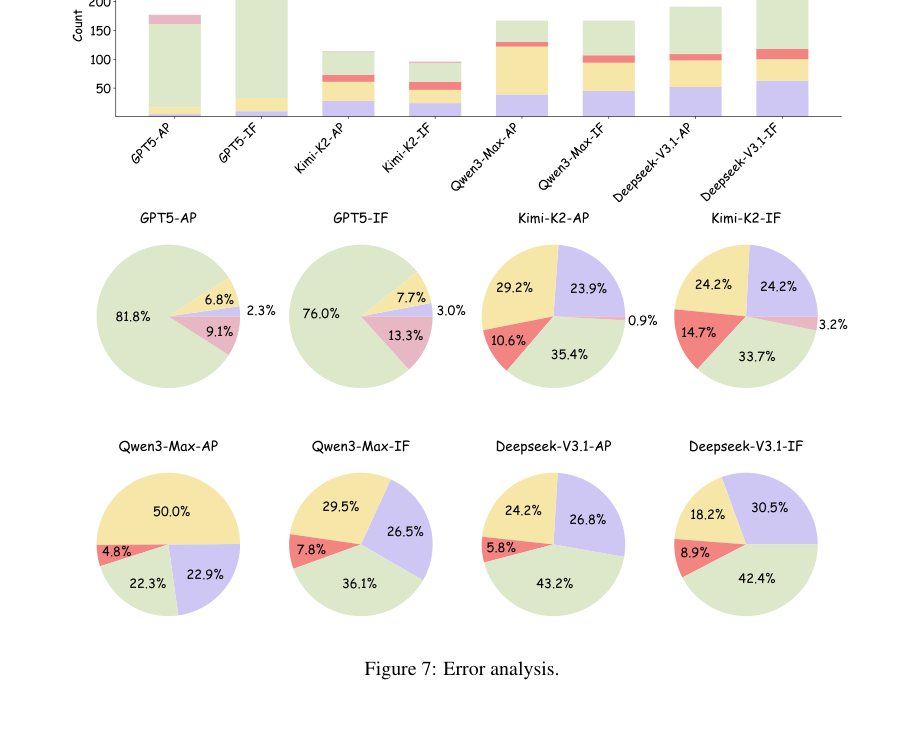 200
150
100
50
Count
GPT5-AP
GPT5-IF
Kimi-K2-AP
Kimi-K2-IF
Qwen3-Max-AP
Qwen3-Max-IF
Deepseek-V3.1-AP
Deepseek-V3.1-IF
GPT5-AP
81.8%
6.8%
2.3%
9.1%
GPT5-IF
76.0%
7.7%
3.0%
13.3%
Kimi-K2-AP
29.2%
23.9%
0.9%
10.6%
35.4%
Kimi-K2-IF
24.2%
24.2%
3.2%
14.7%
33.7%
Qwen3-Max-AP
50.0%
4.8%
22.3%
22.9%
Qwen3-Max-IF
29.5%
26.5%
7.8%
36.1%
Deepseek-V3.1-AP
24.2%
26.8%
5.8%
43.2%
Deepseek-V3.1-IF
18.2%
30.5%
8.9%
42.4%
Figure 7: Error analysis.